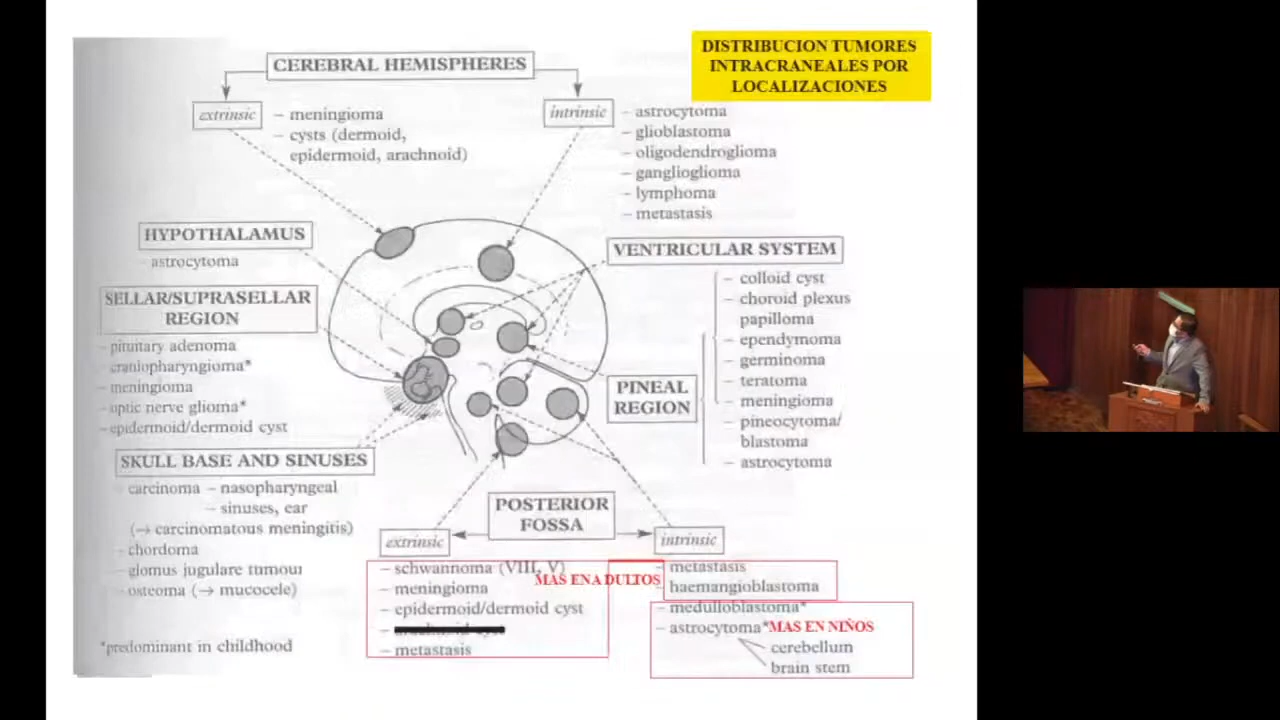 DISTRIBUCION TUMORES
INTRACRANEALES POR
LOCALIZACIONES
CEREBRAL HEMISPHERES
extrinsic
– meningioma
– cysts (dermoid,
epidermoid, arachnoid)
intrinsic
– astrocytoma
– glioblastoma
– oligodendroglioma
– ganglioglioma
– lymphoma
– metastasis
HYPOTHALAMUS
– astrocytoma
SELLAR/SUPRASELLAR
REGION
– pituitary adenoma
– craniopharyngioma*
– meningioma
– optic nerve glioma*
– epidermoid/dermoid cyst
SKULL BASE AND SINUSES
– carcinoma – nasopharyngeal
– sinuses, ear
(→ carcinomatous meningitis)
– chordoma
– glomus jugulare tumour
– osteoma (→ mucocele)
*predominant in childhood
VENTRICULAR SYSTEM
– colloid cyst
– choroid plexus
papilloma
– ependymoma
– germinoma
– teratoma
– meningioma
– pineocytoma/
blastoma
– astrocytoma
PINEAL
REGION
POSTERIOR
FOSSA
extrinsic
– schwannoma (VIII, V)
– meningioma
– epidermoid/dermoid cyst
– metastasis
MAS EN A DULTOS
intrinsic
– metastasis
– haemangioblastoma
– medulloblastoma*
– astrocytoma* MAS EN NIÑOS
cerebellum
brain stem